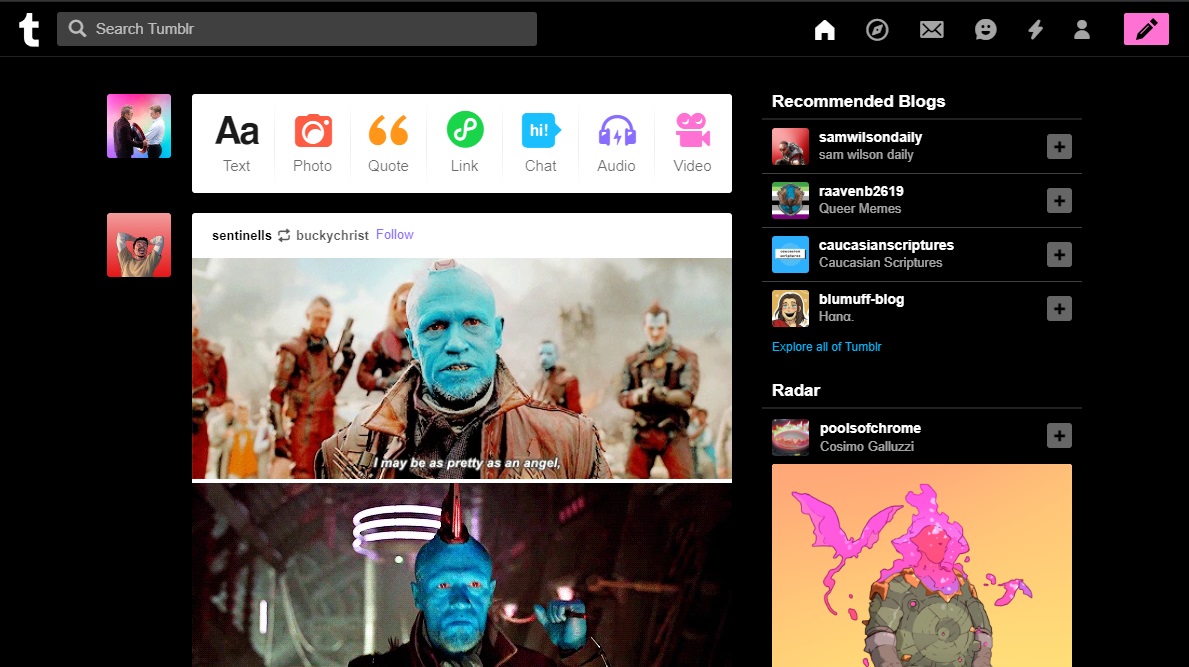 t
Search Tumblr
Aa
hi!
Text
Photo
Quote
Link
Chat
Audio
Video
sentinells buckychrist Follow
I may be as pretty as an angel,
Recommended Blogs
samwilsondaily
sam wilson daily
raavenb2619
Queer Memes
caucasianscriptures
Caucasian Scriptures
blumuff-blog
Hɑnɑ.
Explore all of Tumblr
Radar
poolsofchrome
Cosimo Galluzzi